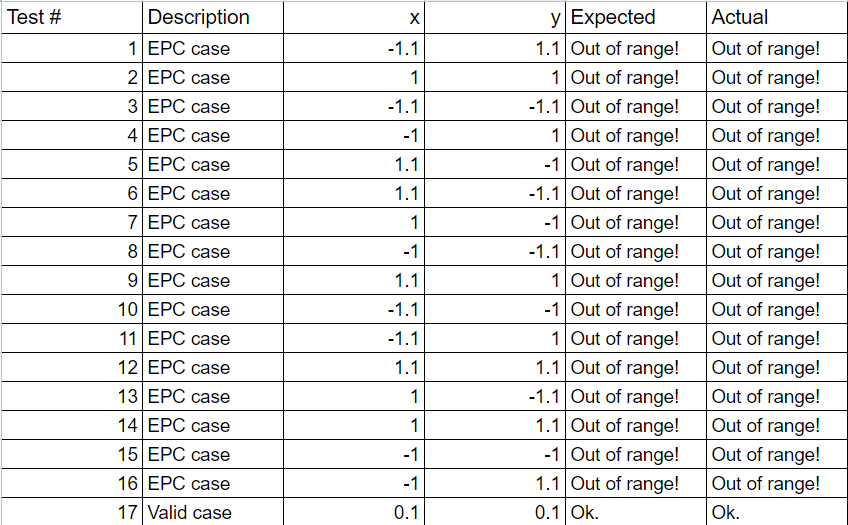 Test # Description x y Expected Actual
1 EPC case -1.1 1.1 Out of range! Out of range!
2 EPC case 1 1 Out of range! Out of range!
3 EPC case -1.1 -1.1 Out of range! Out of range!
4 EPC case -1 1 Out of range! Out of range!
5 EPC case 1.1 -1 Out of range! Out of range!
6 EPC case 1.1 -1.1 Out of range! Out of range!
7 EPC case 1 -1 Out of range! Out of range!
8 EPC case -1 -1.1 Out of range! Out of range!
9 EPC case 1.1 1 Out of range! Out of range!
10 EPC case -1.1 -1 Out of range! Out of range!
11 EPC case -1.1 1 Out of range! Out of range!
12 EPC case 1.1 1.1 Out of range! Out of range!
13 EPC case 1 -1.1 Out of range! Out of range!
14 EPC case 1 1.1 Out of range! Out of range!
15 EPC case -1 -1 Out of range! Out of range!
16 EPC case -1 1.1 Out of range! Out of range!
17 Valid case 0.1 0.1 Ok. Ok.